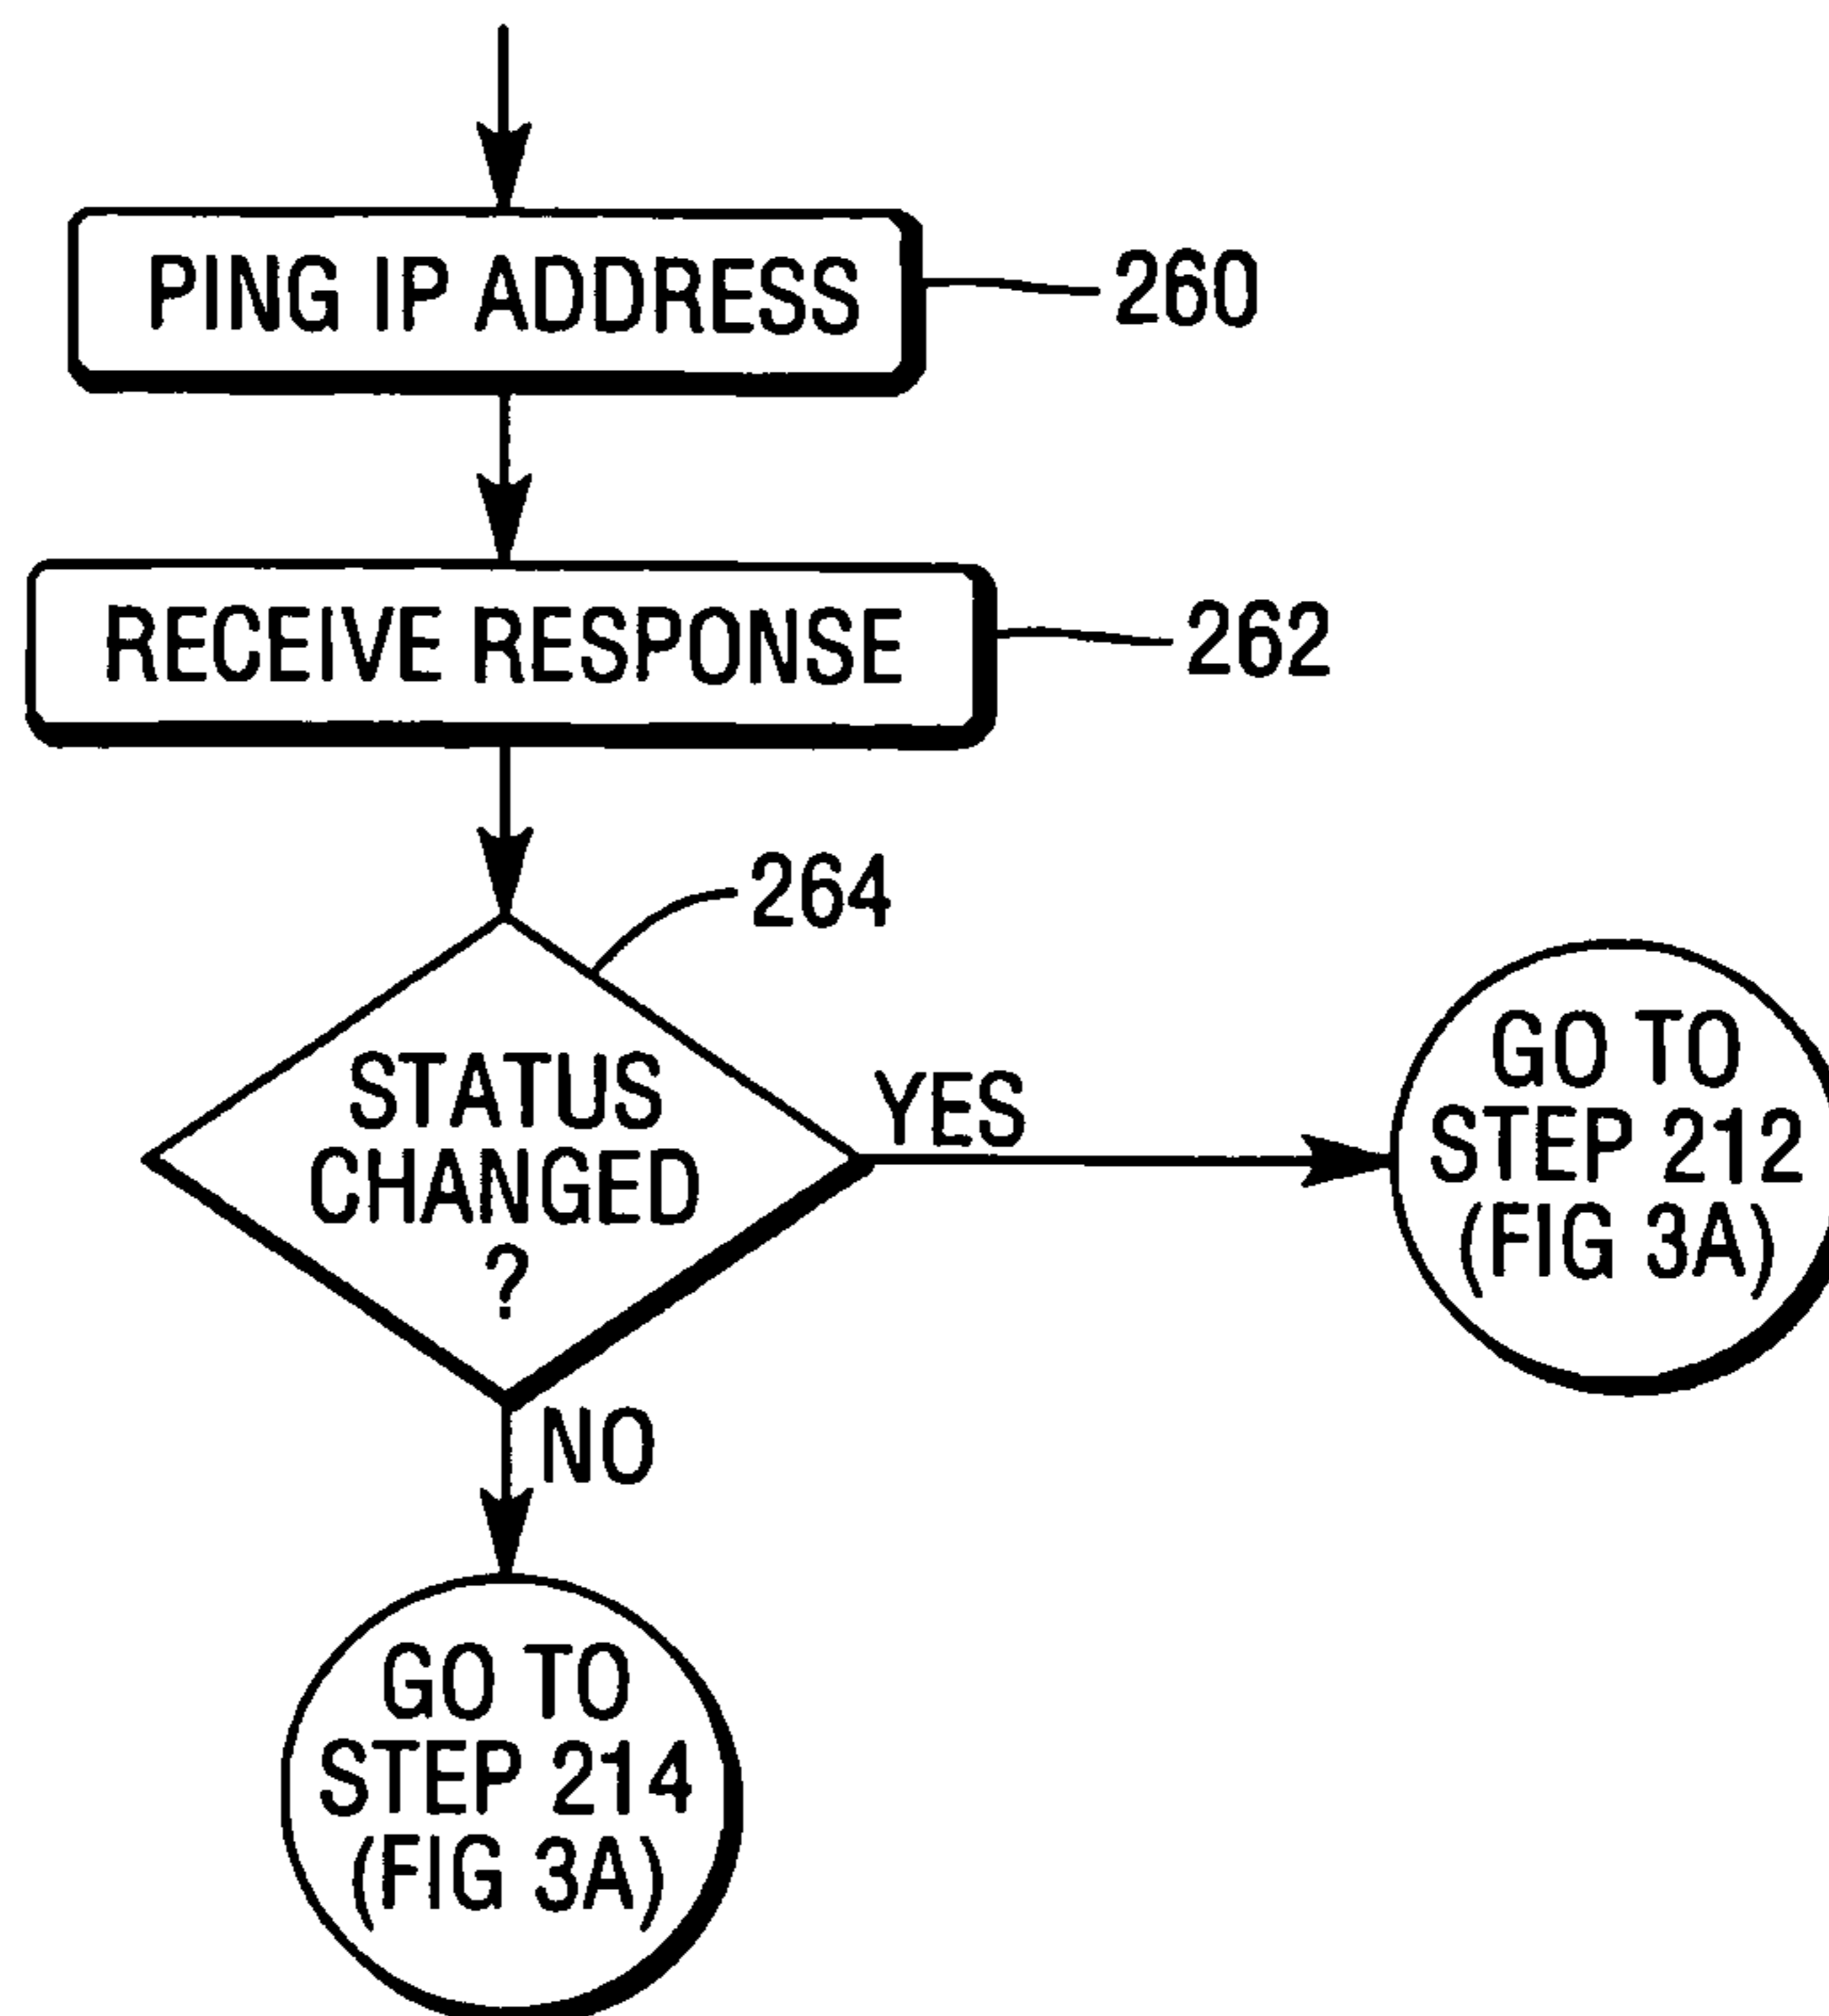 PING IP ADDRESS
260
RECEIVE RESPONSE
262
264
STATUS
CHANGED
?
YES
GO TO
STEP 212
(FIG 3A)
NO
GO TO
STEP 214
(FIG 3A)